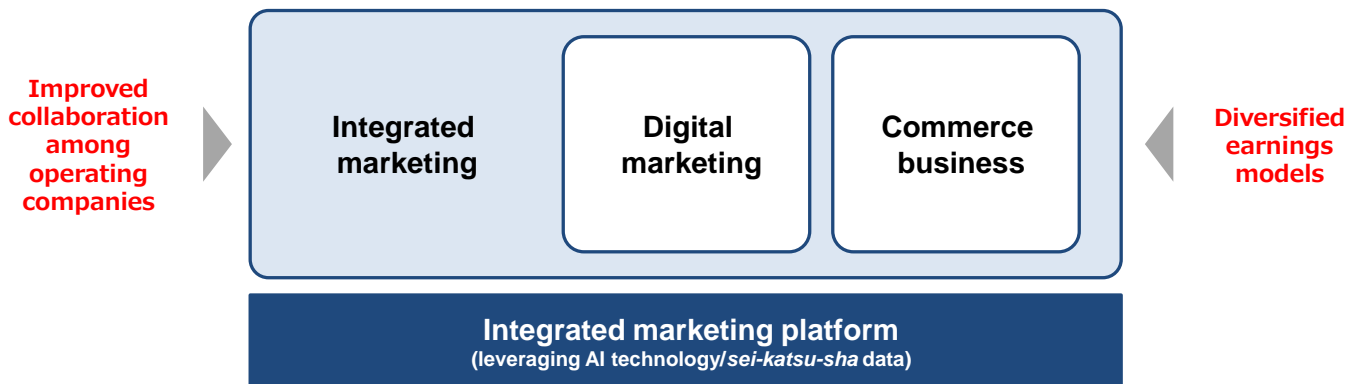 Improved
collaboration
among
operating
companies
Integrated
marketing
Digital
marketing
Commerce
business
Diversified
earnings
models
Integrated marketing platform
(leveraging AI technology/sei-katsu-sha data)